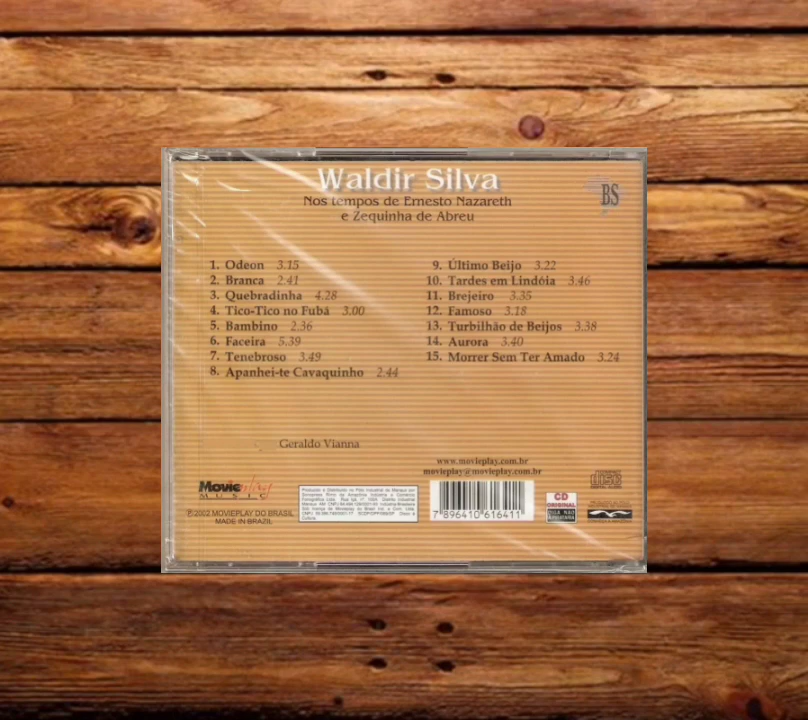 Waldir Silva
Nos tempos de Ernesto Nazareth
e Zequinha de Abreu
BS
1. Odeon 3.15
2. Branca 2.41
3. Quebradinha 4.28
4. Tico-Tico no Fubá 3.00
5. Bambino 2.36
6. Faceira 5.39
7. Tenebroso 3.49
8. Apanhei-te Cavaquinho 2.44
9. Último Beijo 3.22
10. Tardes em Lindóia 3.46
11. Brejeiro 3.35
12. Famoso 3.18
13. Turbilhão de Beijos 3.38
14. Aurora 3.40
15. Morrer Sem Ter Amado 3.24
Geraldo Vianna
www.movieplay.com.br
movieplay@movieplay.com.br
Movieplay
MUSIC
℗2002 MOVIEPLAY DO BRASIL
MADE IN BRAZIL
7 896410 616411
CD
ORIGINAL
disc